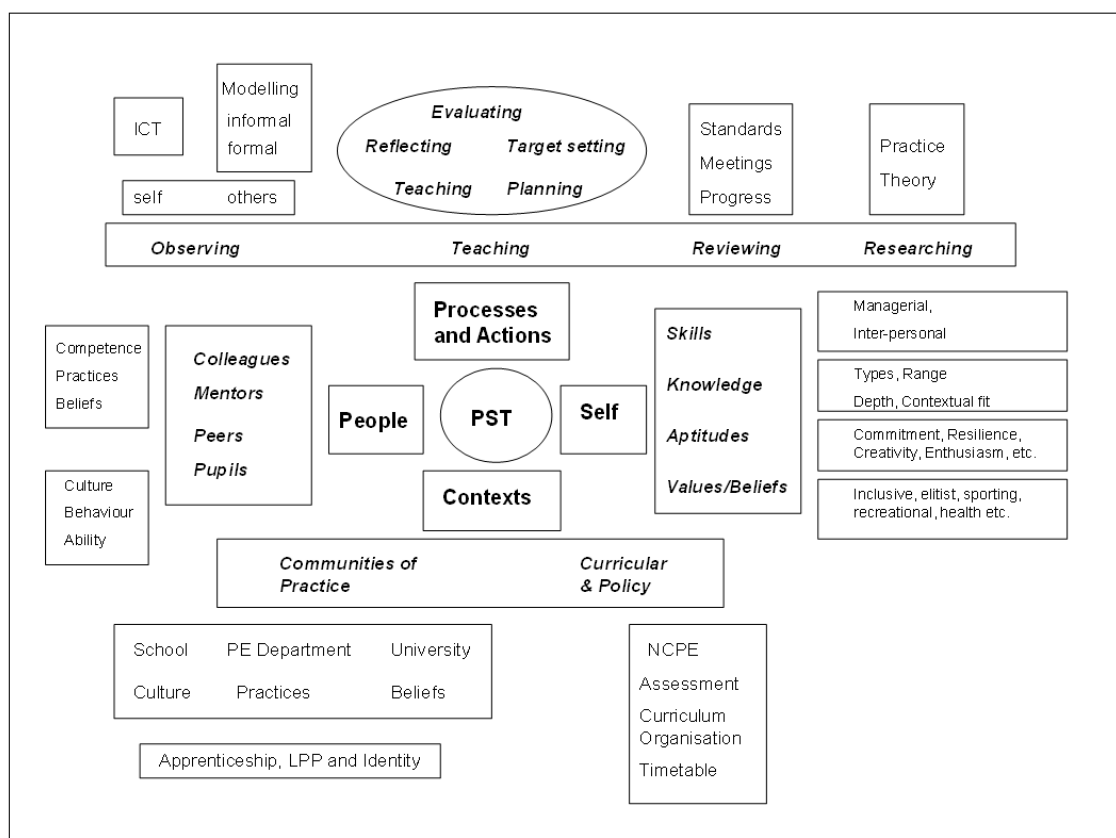 ICT
Modelling
informal
formal
self others
Evaluating
Reflecting Target setting
Teaching Planning
Standards
Meetings
Progress
Practice
Theory
Observing Teaching Reviewing Researching
Processes
and Actions
Competence
Practices
Beliefs
Culture
Behaviour
Ability
Colleagues
Mentors
Peers
Pupils
People
PST
Self
Contexts
Skills
Knowledge
Aptitudes
Values/Beliefs
Managerial,
Inter-personal
Types, Range
Depth, Contextual fit
Commitment, Resilience,
Creativity, Enthusiasm, etc.
Inclusive, elitist, sporting,
recreational, health etc.
Communities of
Practice
Curricular
& Policy
School PE Department University
Culture Practices Beliefs
Apprenticeship, LPP and Identity
NCPE
Assessment
Curriculum
Organisation
Timetable